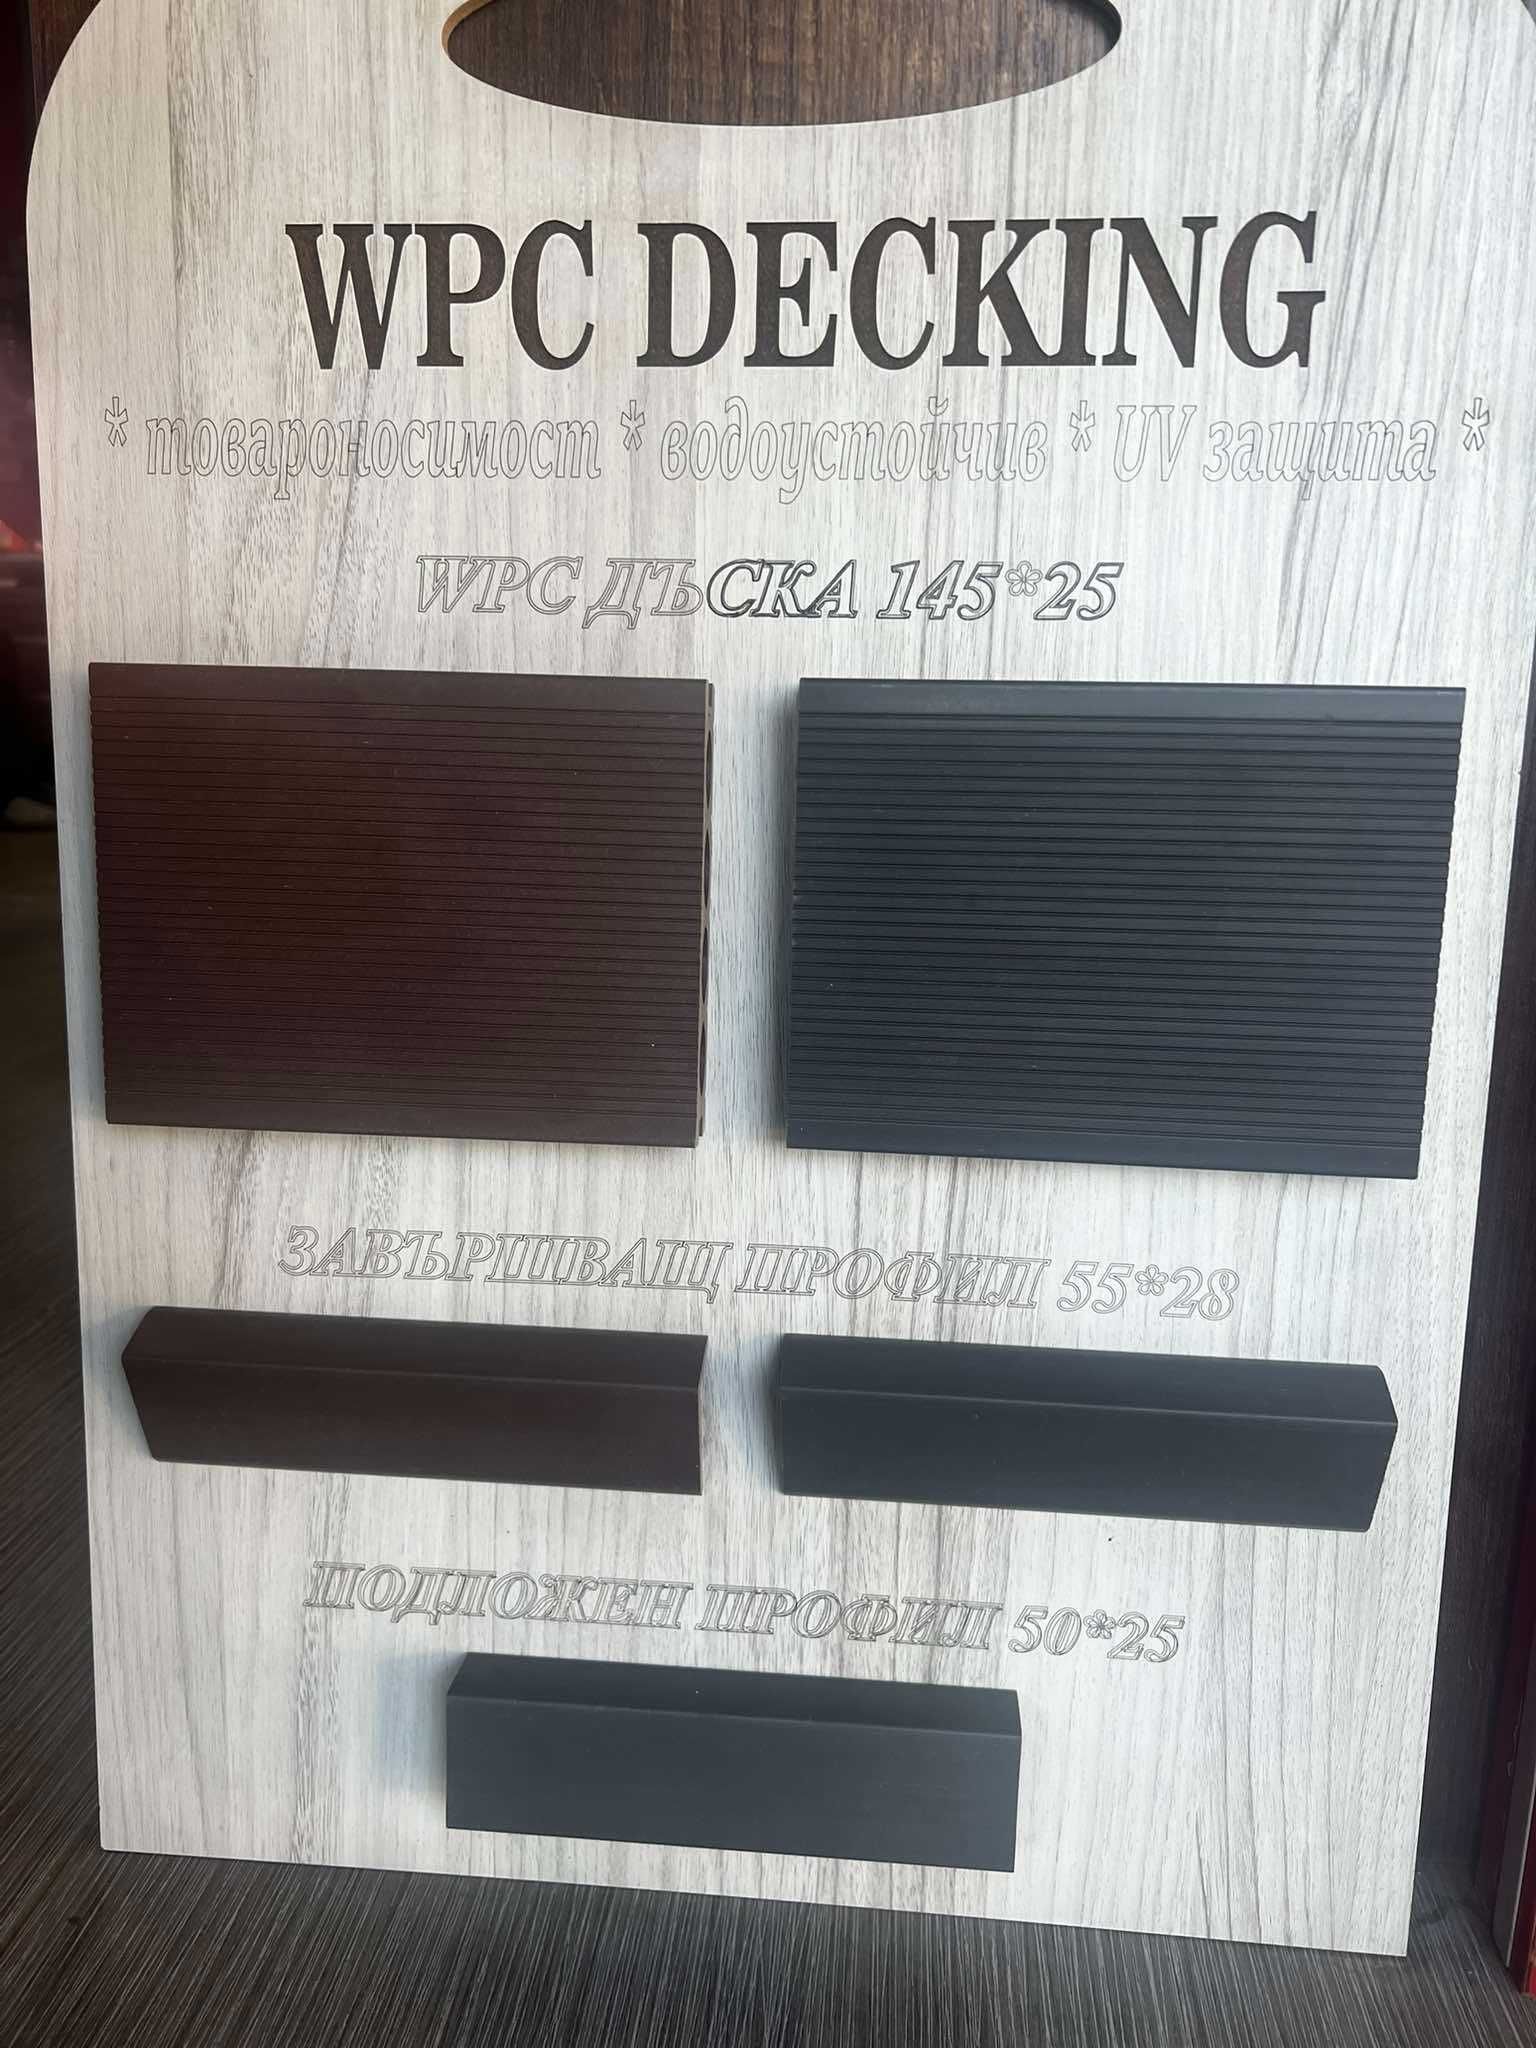 WPC DECKING
* товароносимост * водоустойчив * UV защита *
WPC ДЪСКА 145*25
ЗАВЪРШВАЩ ПРОФИЛ 55*28
ПОДЛОЖЕН ПРОФИЛ 50*25